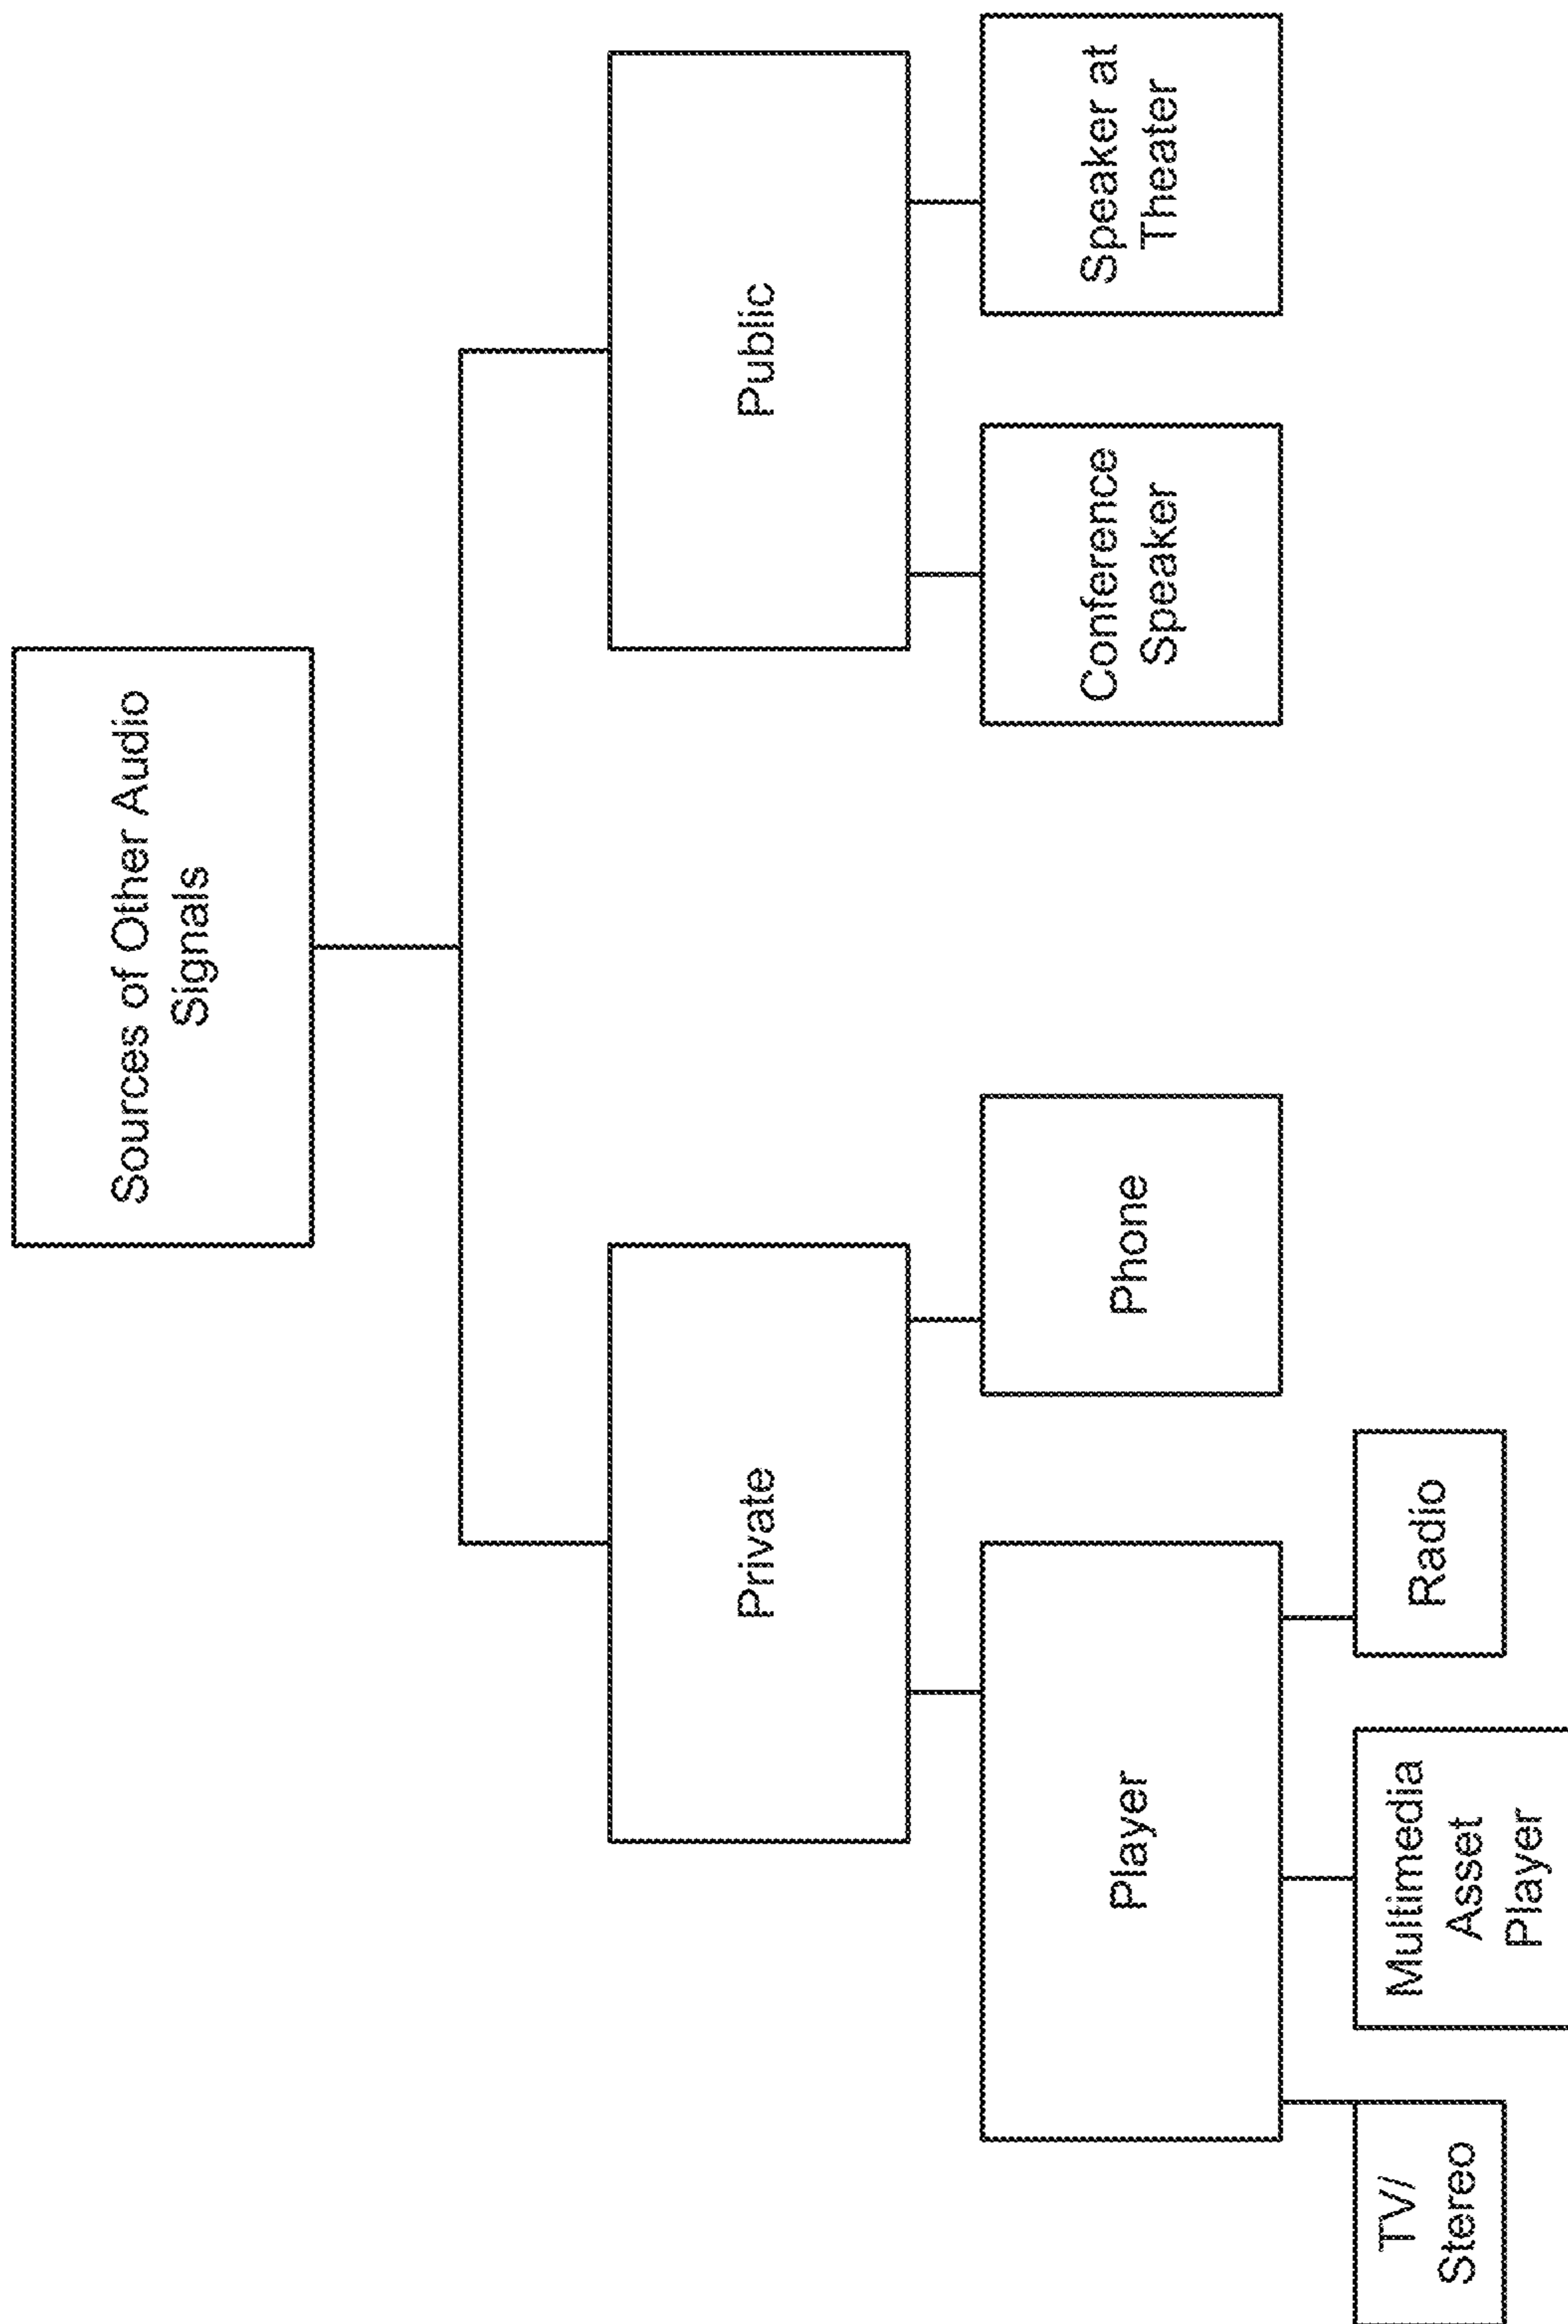 Sources of Other Audio
Signals
Private
Public
Player
Phone
Conference
Speaker
Speaker at
Theater
TV/
Stereo
Multimedia
Asset
Player
Radio